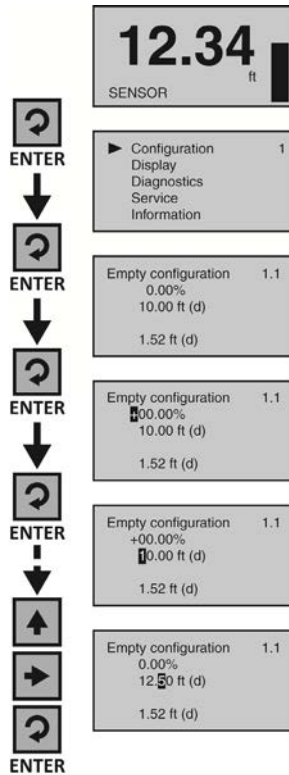 12.34
ft
SENSOR
ENTER
Configuration 1
Display
Diagnostics
Service
Information
ENTER
Empty configuration 1.1
0.00%
10.00 ft (d)
1.52 ft (d)
ENTER
Empty configuration 1.1
+00.00%
10.00 ft (d)
1.52 ft (d)
ENTER
Empty configuration 1.1
+00.00%
10.00 ft (d)
1.52 ft (d)
Empty configuration 1.1
0.00%
12.50 ft (d)
1.52 ft (d)
ENTER